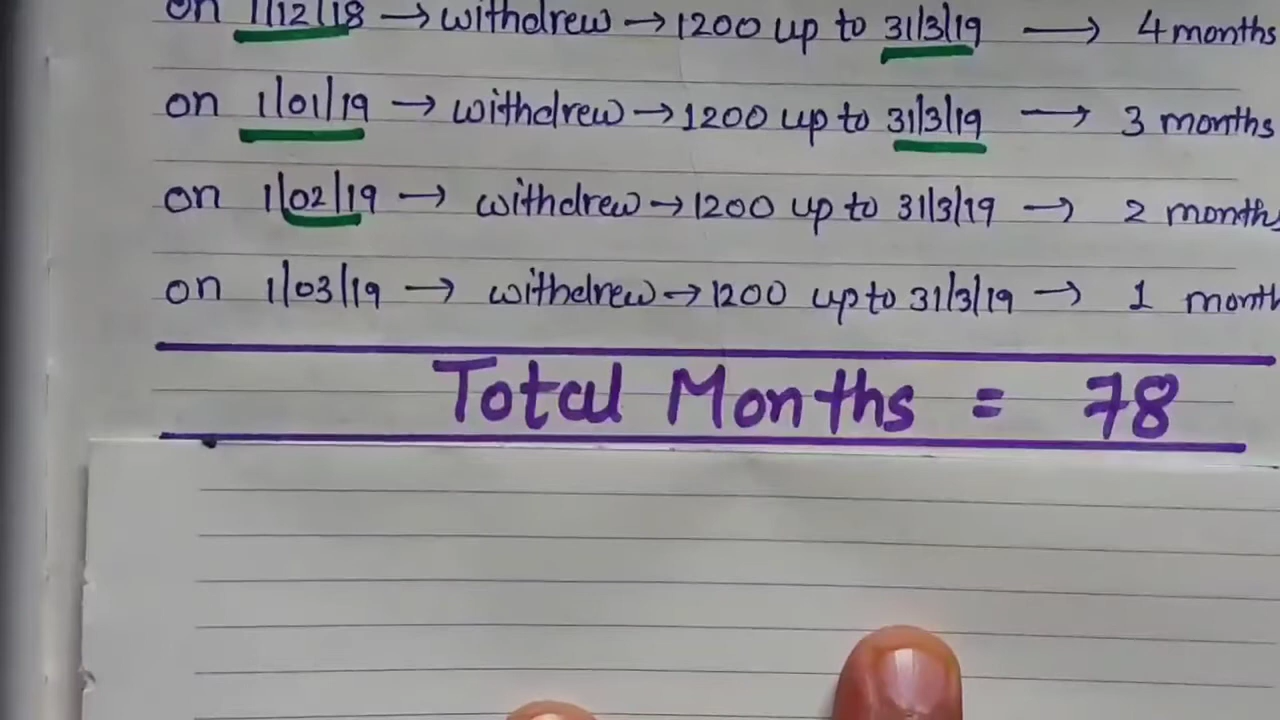 on 1/12/18 → withdrew → 1200 up to 31/3/19 → 4 months
on 1/01/19 → withdrew → 1200 up to 31/3/19 → 3 months
on 1/02/19 → withdrew → 1200 up to 31/3/19 → 2 months
on 1/03/19 → withdrew → 1200 up to 31/3/19 → 1 month
Total Months = 78